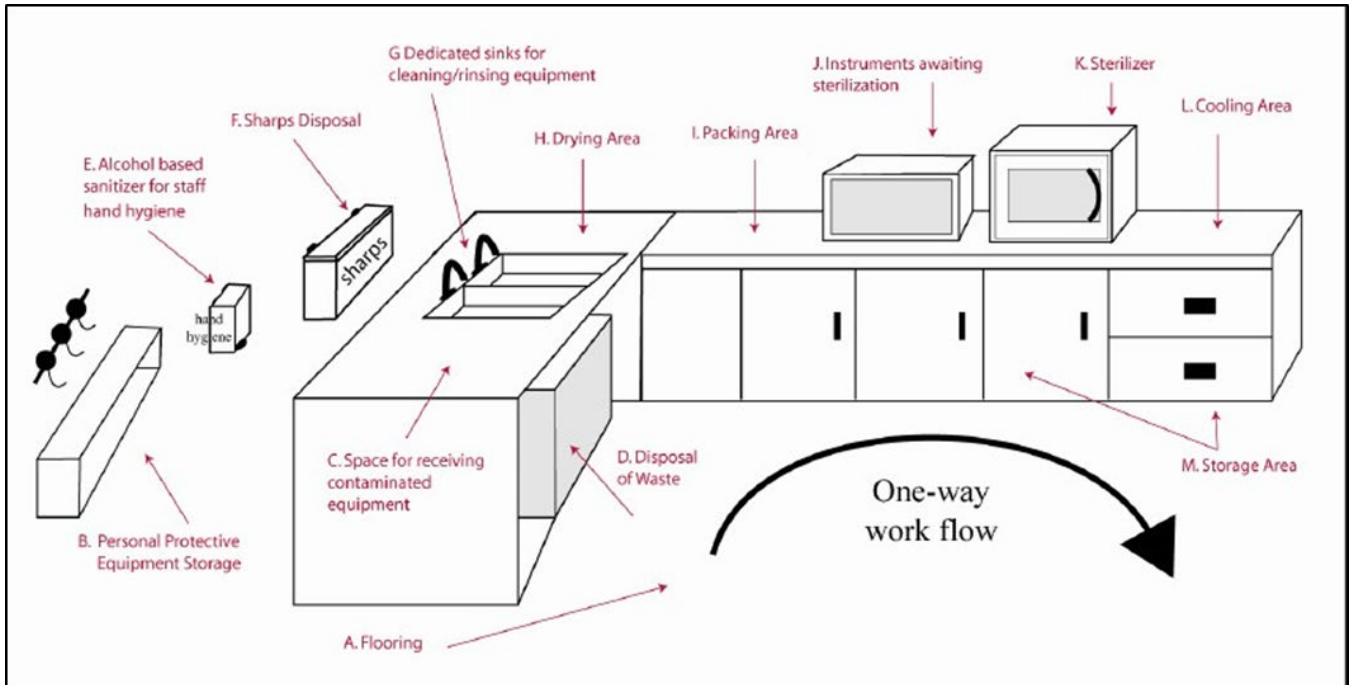 G Dedicated sinks for
cleaning/rinsing equipment
J. Instruments awaiting
sterilization
K. Sterilizer
L. Cooling Area
F. Sharps Disposal
H. Drying Area
I. Packing Area
E. Alcohol based
sanitizer for staff
hand hygiene
sharps
hand
hygiene
C. Space for receiving
contaminated
equipment
D. Disposal
of Waste
M. Storage Area
One-way
work flow
B. Personal Protective
Equipment Storage
A. Flooring